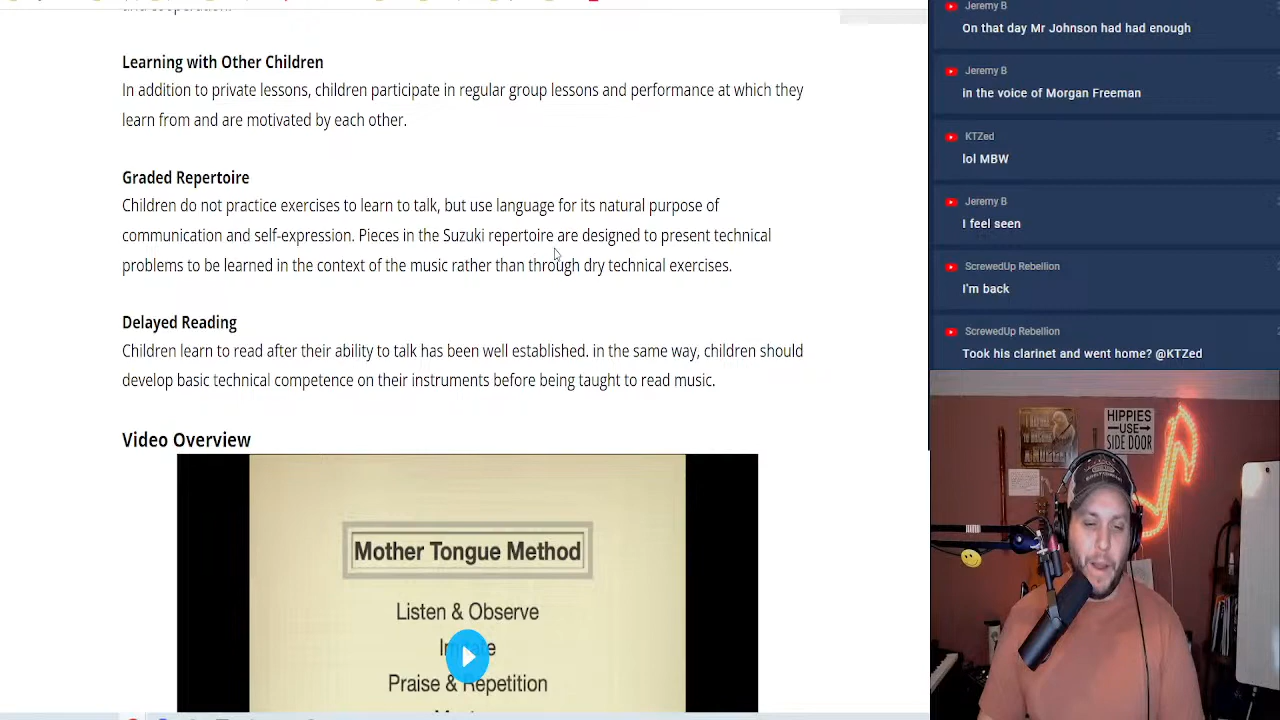 and cooperation.
Learning with Other Children
In addition to private lessons, children participate in regular group lessons and performance at which they
learn from and are motivated by each other.
Graded Repertoire
Children do not practice exercises to learn to talk, but use language for its natural purpose of
communication and self-expression. Pieces in the Suzuki repertoire are designed to present technical
problems to be learned in the context of the music rather than through dry technical exercises.
Delayed Reading
Children learn to read after their ability to talk has been well established. in the same way, children should
develop basic technical competence on their instruments before being taught to read music.
Video Overview
Mother Tongue Method
Listen & Observe
Praise & Repetition
Jeremy B
On that day Mr Johnson had had enough
Jeremy B
in the voice of Morgan Freeman
KTZed
lol MBW
Jeremy B
I feel seen
ScrewedUp Rebellion
I'm back
ScrewedUp Rebellion
Took his clarinet and went home? @KTZed
HIPPIES
USE
SIDE
DOOR